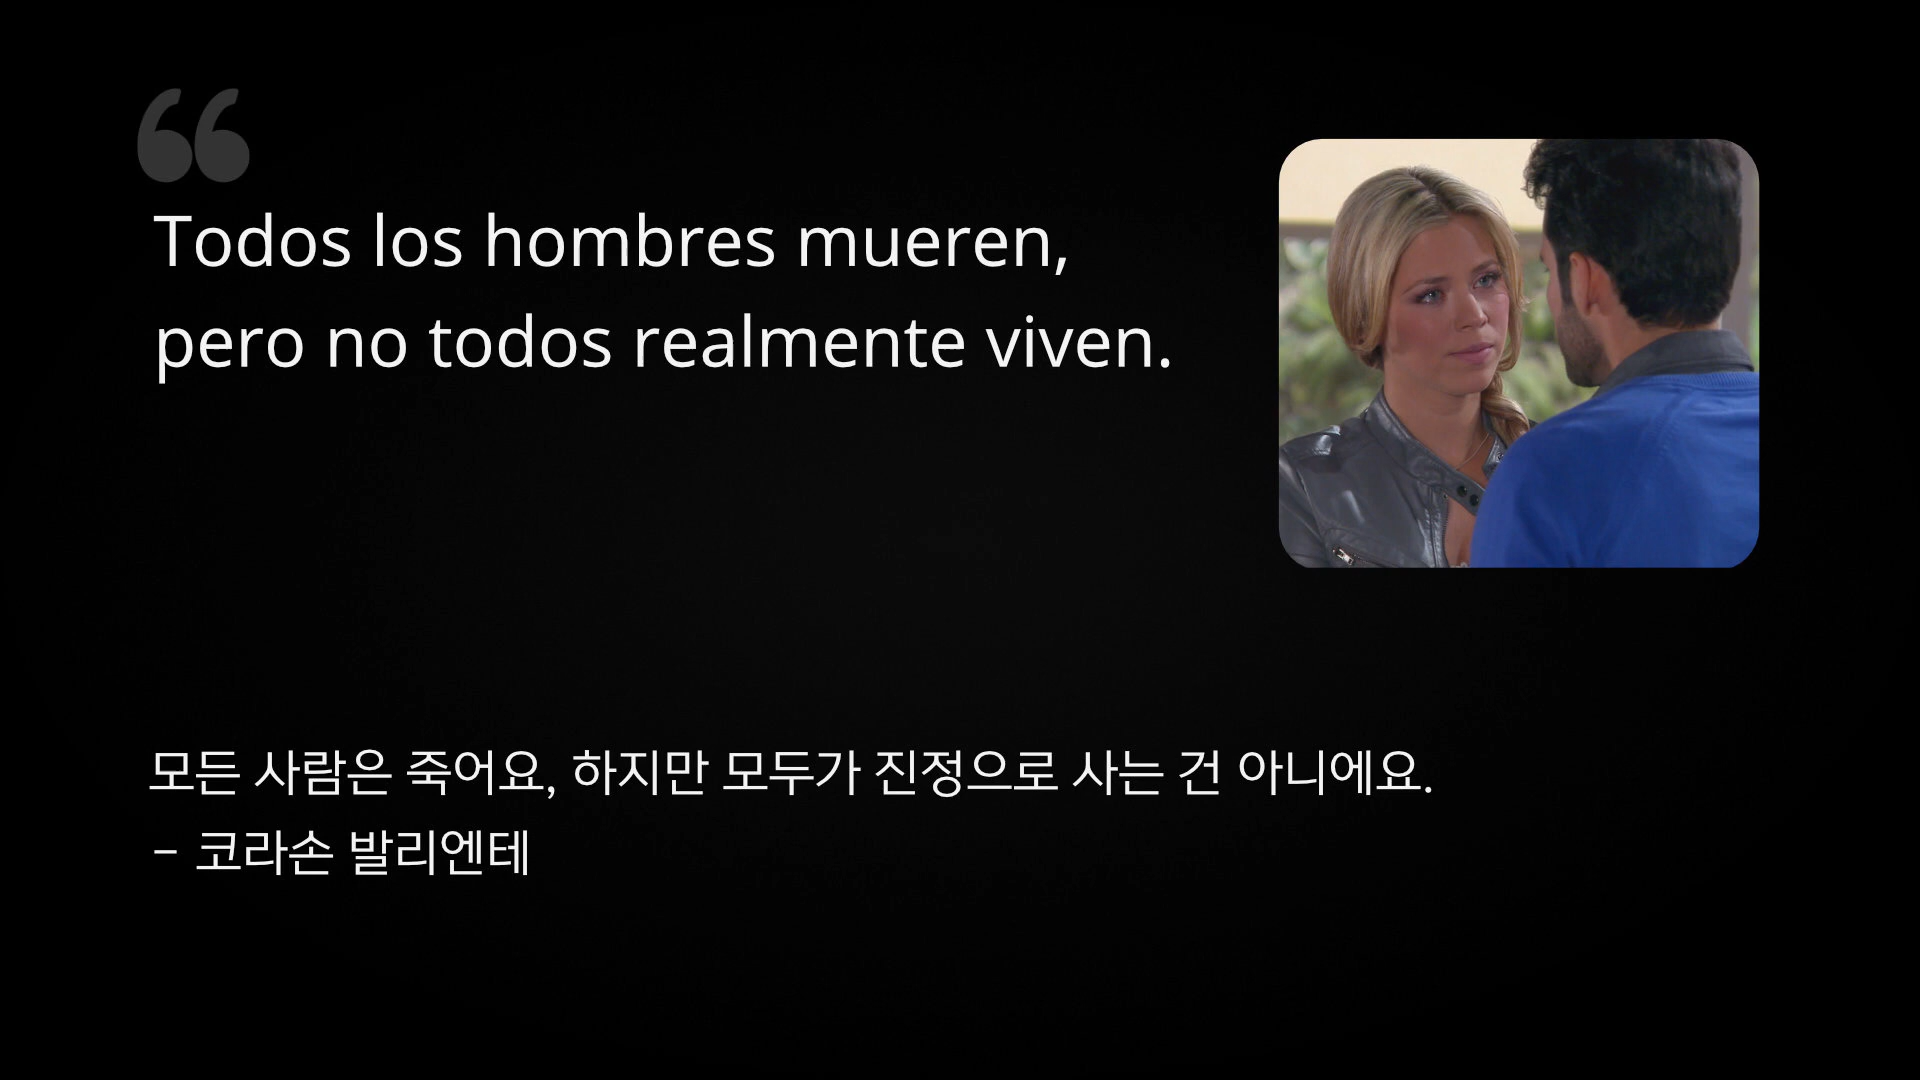 “
Todos los hombres mueren,
pero no todos realmente viven.
모든 사람은 죽어요, 하지만 모두가 진정으로 사는 건 아니에요.
– 코라손 발리엔테